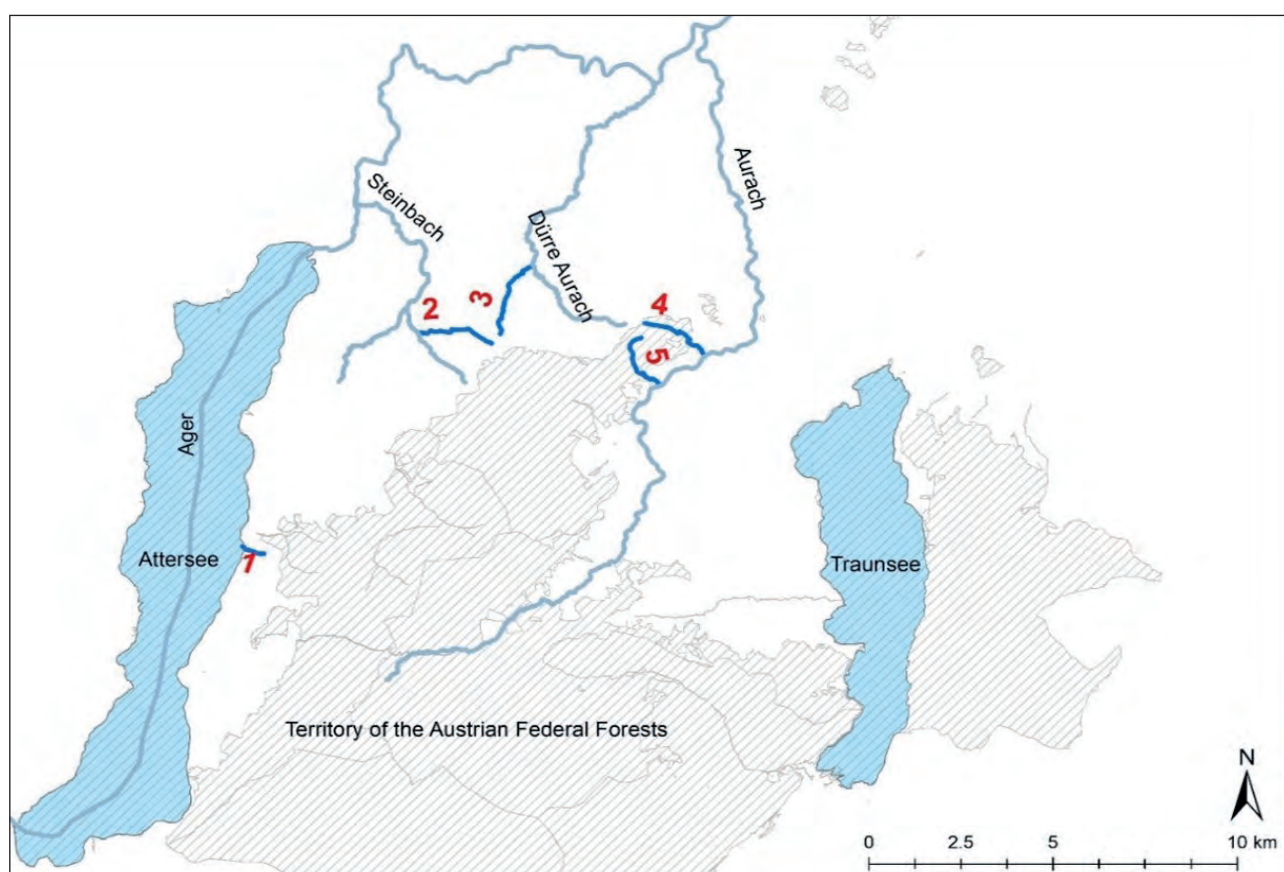 Aurach
Steinbach
Dürre Aurach
2
3
4
5
Ager
Attersee
1
Traunsee
Territory of the Austrian Federal Forests
N
0 2.5 5 10 km